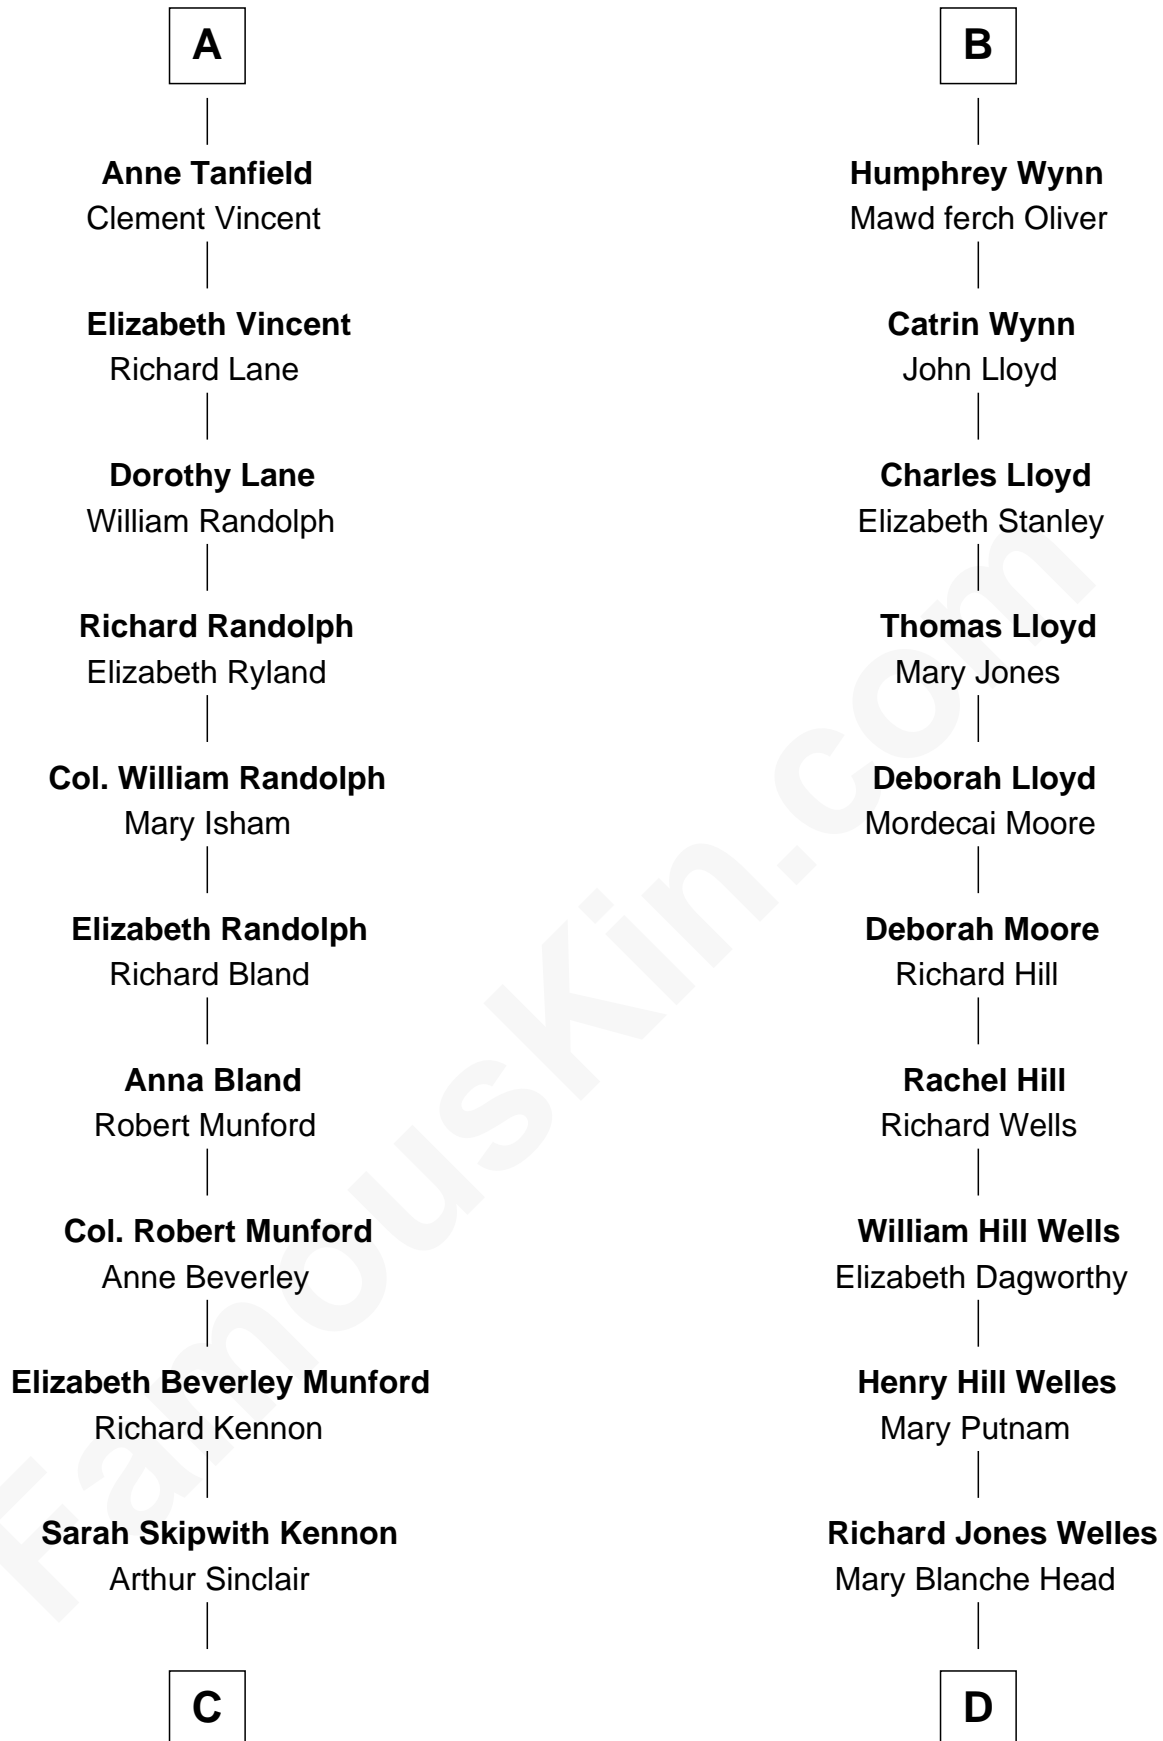 A
Anne Tanfield
Clement Vincent
Elizabeth Vincent
Richard Lane
Dorothy Lane
William Randolph
Richard Randolph
Elizabeth Ryland
Col. William Randolph
Mary Isham
Elizabeth Randolph
Richard Bland
Anna Bland
Robert Munford
Col. Robert Munford
Anne Beverley
Elizabeth Beverley Munford
Richard Kennon
Sarah Skipwith Kennon
Arthur Sinclair
C
B
Humphrey Wynn
Mawd ferch Oliver
Catrin Wynn
John Lloyd
Charles Lloyd
Elizabeth Stanley
Thomas Lloyd
Mary Jones
Deborah Lloyd
Mordecai Moore
Deborah Moore
Richard Hill
Rachel Hill
Richard Wells
William Hill Wells
Elizabeth Dagworthy
Henry Hill Welles
Mary Putnam
Richard Jones Welles
Mary Blanche Head
D
FamousKin.com